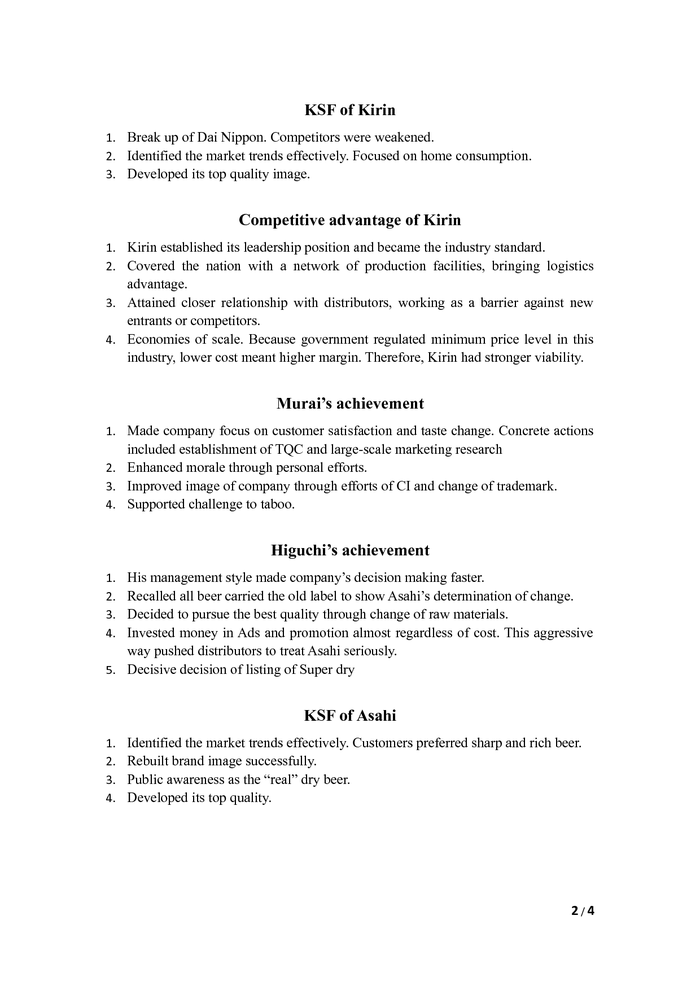 KSF of Kirin
1. Break up of Dai Nippon. Competitors were weakened.
2. Identified the market trends effectively. Focused on home consumption.
3. Developed its top quality image.
Competitive advantage of Kirin
1. Kirin established its leadership position and became the industry standard.
2. Covered the nation with a network of production facilities, bringing logistics
advantage.
3. Attained closer relationship with distributors, working as a barrier against new
entrants or competitors.
4. Economies of scale. Because government regulated minimum price level in this
industry, lower cost meant higher margin. Therefore, Kirin had stronger viability.
Murai’s achievement
1. Made company focus on customer satisfaction and taste change. Concrete actions
included establishment of TQC and large-scale marketing research
2. Enhanced morale through personal efforts.
3. Improved image of company through efforts of CI and change of trademark.
4. Supported challenge to taboo.
Higuchi’s achievement
1. His management style made company’s decision making faster.
2. Recalled all beer carried the old label to show Asahi’s determination of change.
3. Decided to pursue the best quality through change of raw materials.
4. Invested money in Ads and promotion almost regardless of cost. This aggressive
way pushed distributors to treat Asahi seriously.
5. Decisive decision of listing of Super dry
KSF of Asahi
1. Identified the market trends effectively. Customers preferred sharp and rich beer.
2. Rebuilt brand image successfully.
3. Public awareness as the “real” dry beer.
4. Developed its top quality.
2 / 4